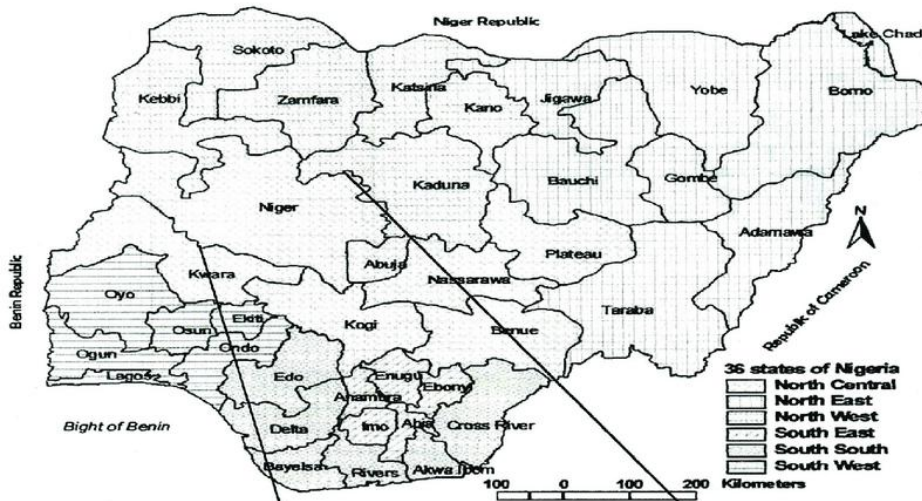 Niger Republic
Lake Chad
Sokoto
Kebbi
Zamfara
Katsina
Kano
Jigawa
Yobe
Borno
Kaduna
Bauchi
Gombe
Niger
Adamawa
N
Plateau
Abuja
Nassarawa
Kwara
Benin Republic
Oyo
Taraba
Republic of Cameroon
Osun
Ekiti
Kogi
Benue
Ogun
Ondo
Lagos
Edo
Enugu
Ebonyi
Anambra
Bight of Benin
Delta
Imo
Abia
Cross River
Bayelsa
Rivers
Akwa Ibom
36 states of Nigeria
North Central
North East
North West
South East
South South
South West
100 0 100 200 Kilometers